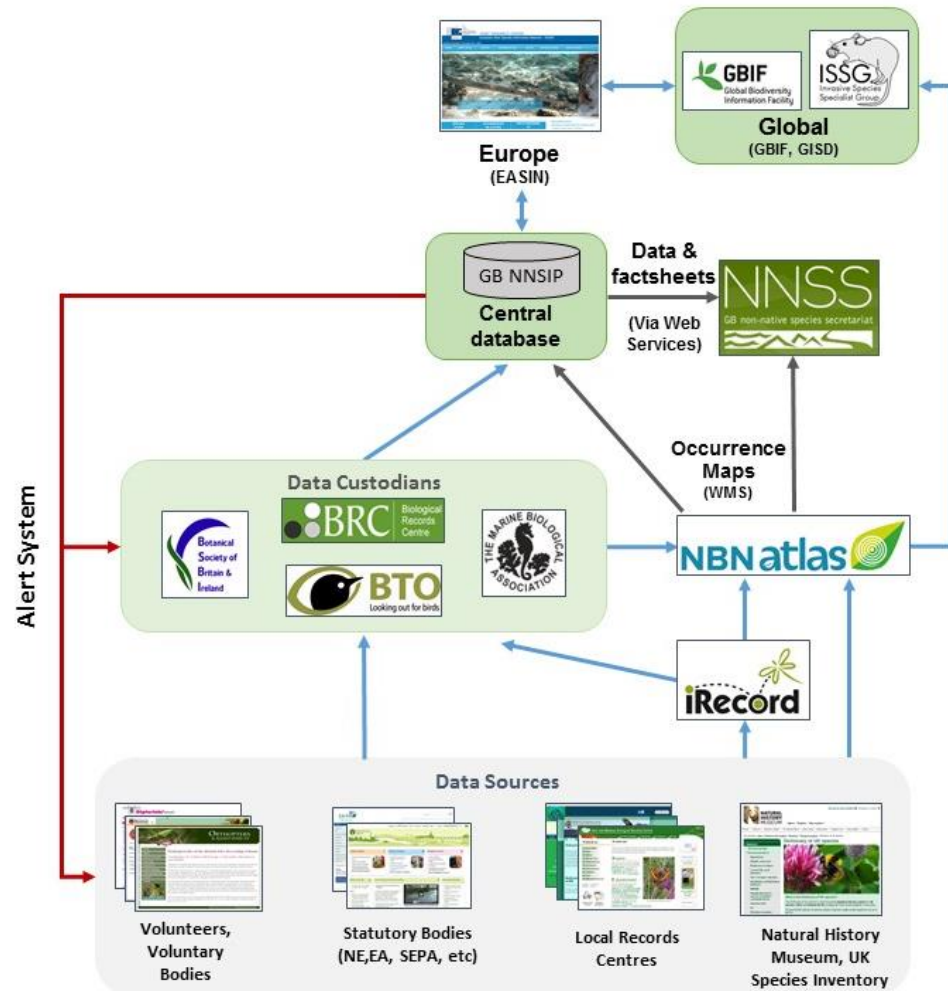 GBIF
Global Biodiversity
Information Facility
ISSG
Invasive Species
Specialist Group
Global
(GBIF, GISD)
Europe
(EASIN)
GB NNSIP
Central
database
Data &
factsheets
(Via Web
Services)
NNSS
GB non-native species secretariat
Alert System
Data Custodians
Botanical
Society of
Britain &
Ireland
BRC
Biological
Records
Centre
BTO
Looking out for birds
THE MARINE BIOLOGICAL
ASSOCIATION
Occurrence
Maps
(WMS)
NBNatlas
iRecord
Data Sources
NATURAL
HISTORY
MUSEUM
Volunteers,
Voluntary
Bodies
Statutory Bodies
(NE,EA, SEPA, etc)
Local Records
Centres
Natural History
Museum, UK
Species Inventory